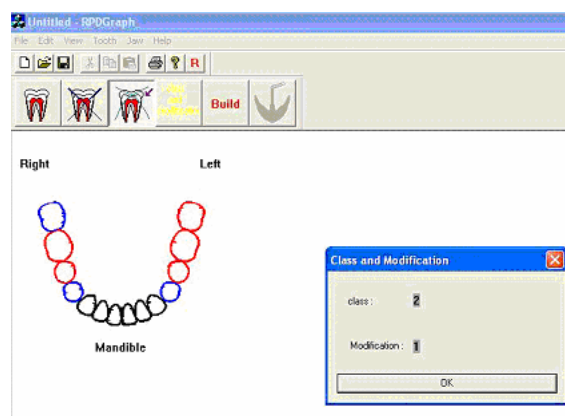 Untitled - RPDGraph
File Edit View Tooth Jaw Help
R
Build
Right Left
Mandible
Class and Modification
class : 2
Modification : 1
OK